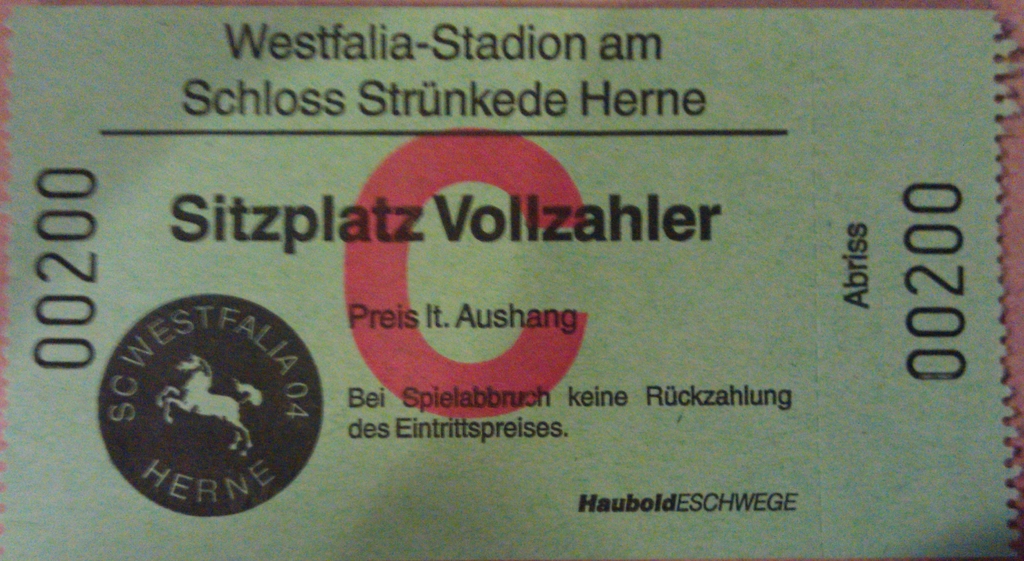 Westfalia-Stadion am
Schloss Strünkede Herne
00200
C
Sitzplatz Vollzahler
Preis lt. Aushang
Bei Spielabbruch keine Rückzahlung
des Eintrittspreises.
SC WESTFALIA 04
HERNE
HauboldESCHWEGE
Abriss
00200